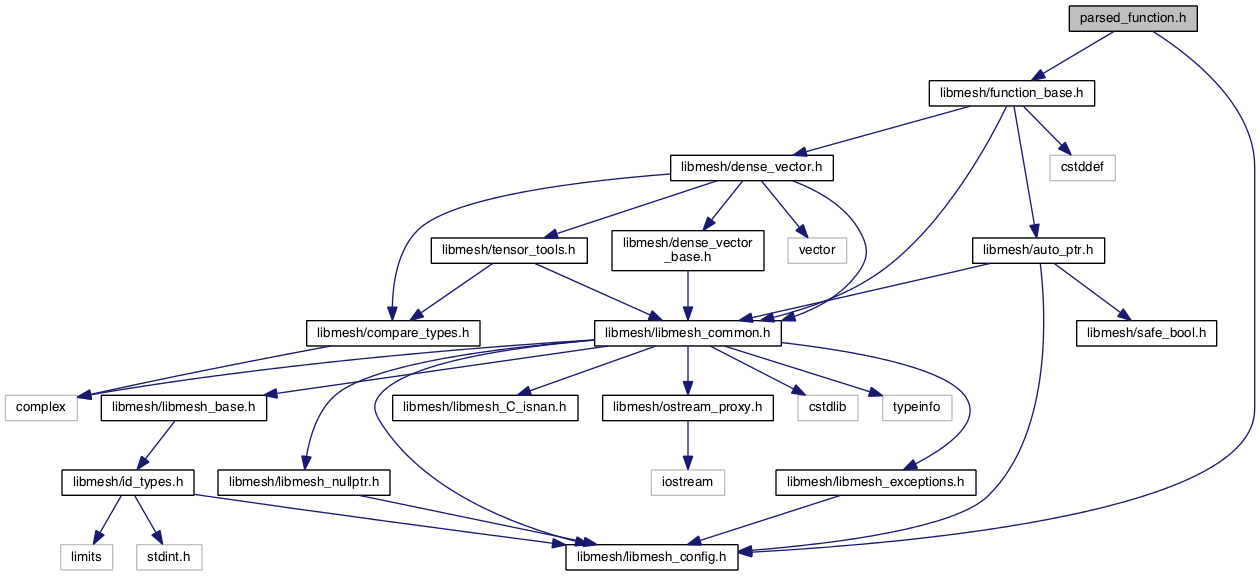 parsed_function.h
libmesh/function_base.h
libmesh/dense_vector.h
cstddef
libmesh/tensor_tools.h
libmesh/dense_vector
_base.h
vector
libmesh/auto_ptr.h
libmesh/compare_types.h
libmesh/libmesh_common.h
libmesh/safe_bool.h
complex
libmesh/libmesh_base.h
libmesh/libmesh_C_isnan.h
libmesh/ostream_proxy.h
cstdlib
typeinfo
libmesh/id_types.h
libmesh/libmesh_nullptr.h
iostream
libmesh/libmesh_exceptions.h
limits
stdint.h
libmesh/libmesh_config.h